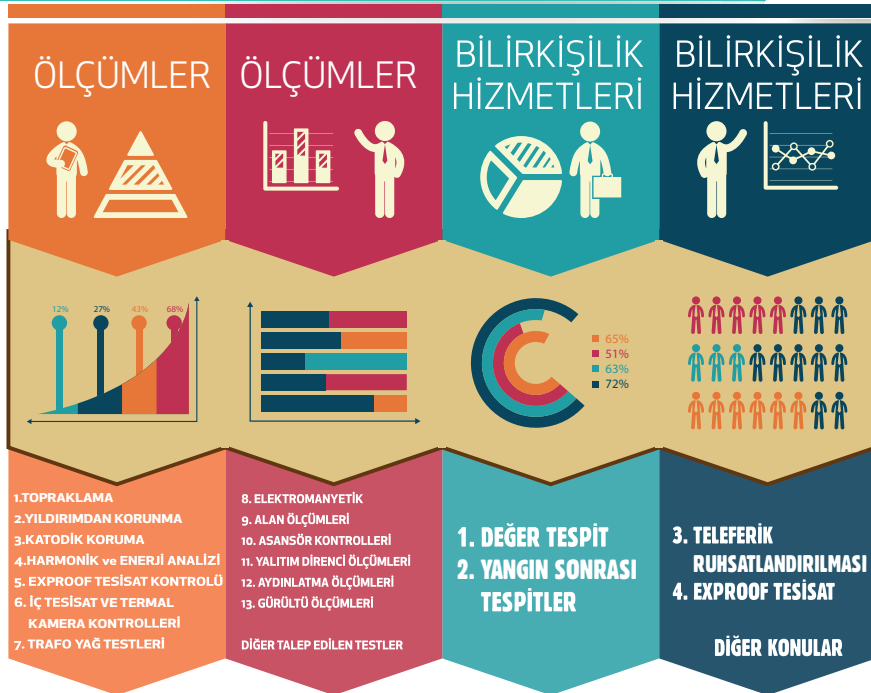 ÖLÇÜMLER
ÖLÇÜMLER
BİLİRKİŞİLİK
HİZMETLERİ
BİLİRKİŞİLİK
HİZMETLERİ
12%
27%
43%
68%
65%
51%
63%
72%
1.TOPRAKLAMA
2.YILDIRIMDAN KORUNMA
3.KATODİK KORUMA
4.HARMONİK ve ENERJİ ANALİZİ
5. EXPROOF TESİSAT KONTROLÜ
6. İÇ TESİSAT VE TERMAL
KAMERA KONTROLLERİ
7. TRAFO YAĞ TESTLERİ
8. ELEKTROMANYETİK
9. ALAN ÖLÇÜMLERİ
10. ASANSÖR KONTROLLERİ
11. YALITIM DİRENCİ ÖLÇÜMLERİ
12. AYDINLATMA ÖLÇÜMLERİ
13. GÜRÜLTÜ ÖLÇÜMLERİ
DİĞER TALEP EDİLEN TESTLER
1. DEĞER TESPİT
2. YANGIN SONRASI
TESPİTLER
3. TELEFERİK
RUHSATLANDIRILMASI
4. EXPROOF TESİSAT
DİĞER KONULAR